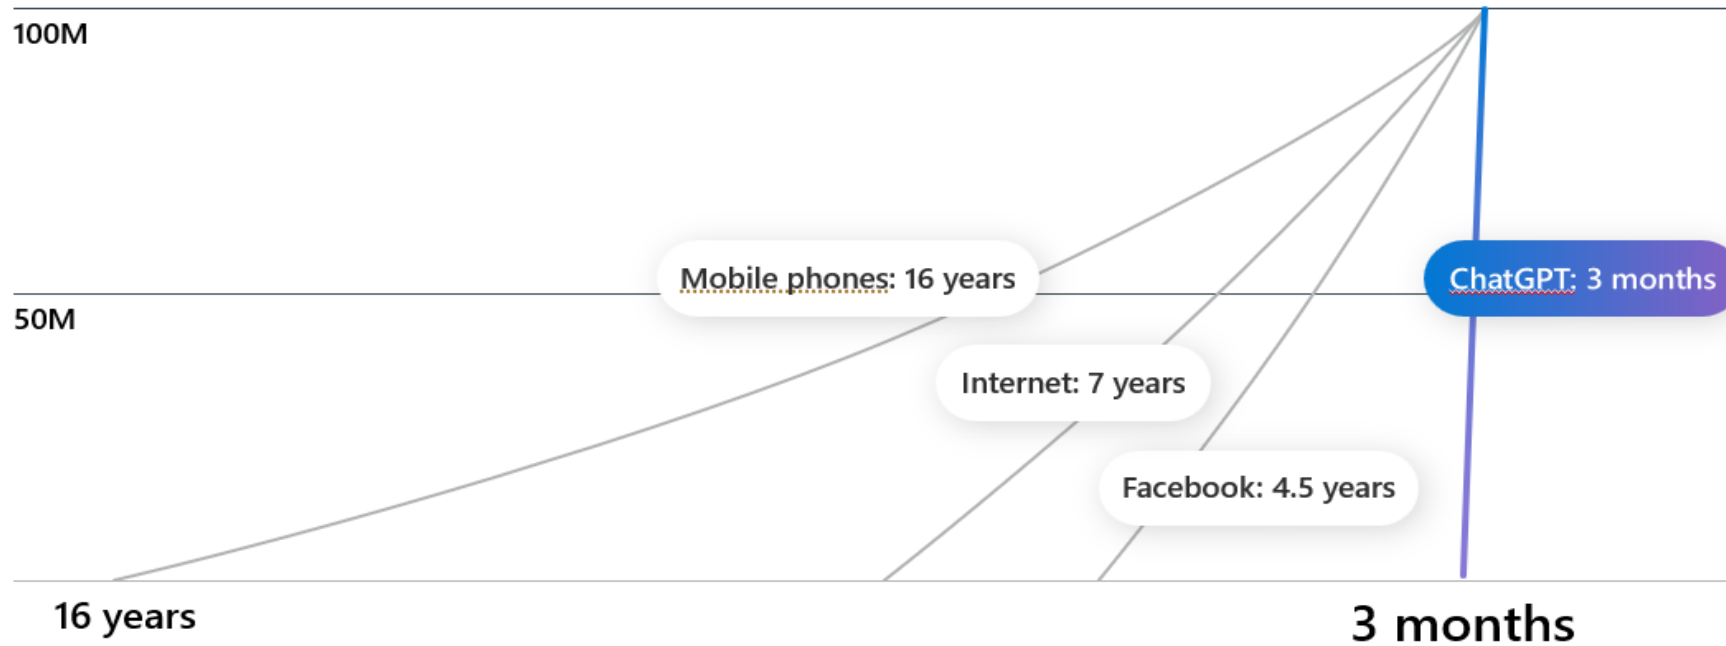 100M
Mobile phones: 16 years
ChatGPT: 3 months
50M
Internet: 7 years
Facebook: 4.5 years
16 years
3 months